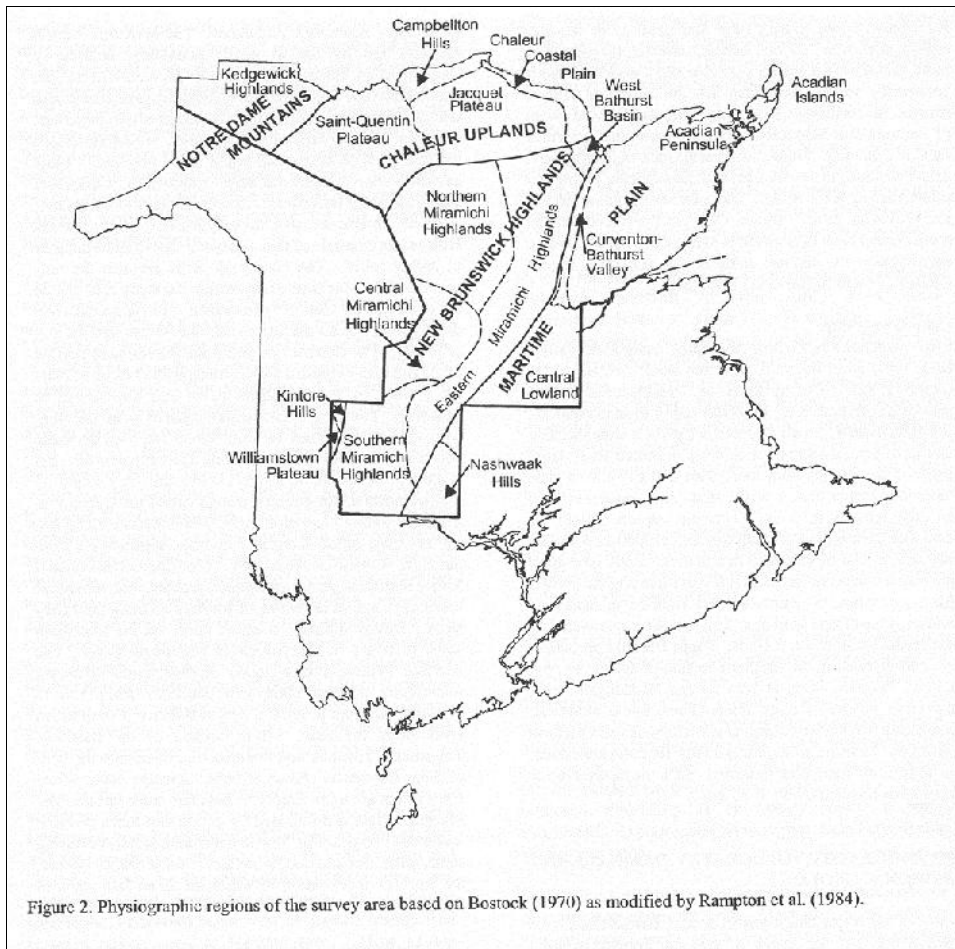 Campbellton
Hills
Chaleur
Coastal
Plain
West
Bathurst
Basin
Acadian
Islands
Kedgewick
Highlands
NOTRE DAME
MOUNTAINS
Saint-Quentin
Plateau
Jacquet
Plateau
CHALEUR UPLANDS
Acadian
Peninsula
Northern
Miramichi
Highlands
NEW BRUNSWICK HIGHLANDS
Eastern Miramichi Highlands
MARITIME PLAIN
Curventon-
Bathurst
Valley
Central
Miramichi
Highlands
Central
Lowland
Kintore
Hills
Williamstown
Plateau
Southern
Miramichi
Highlands
Nashwaak
Hills
Figure 2. Physiographic regions of the survey area based on Bostock (1970) as modified by Rampton et al. (1984).